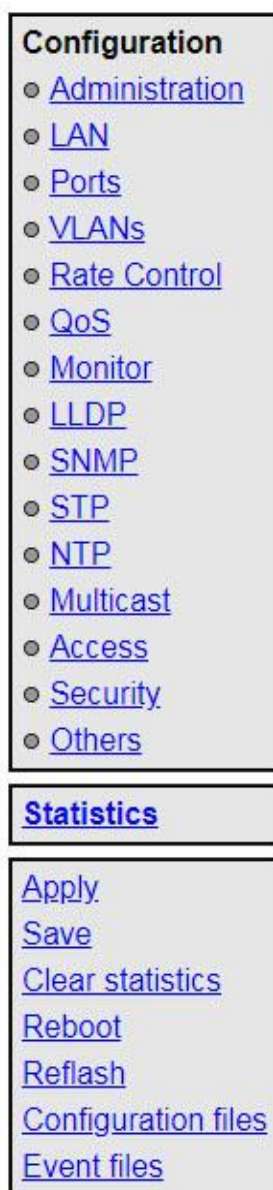 Configuration
Administration
LAN
Ports
VLANs
Rate Control
QoS
Monitor
LLDP
SNMP
STP
NTP
Multicast
Access
Security
Others
Statistics
Apply
Save
Clear statistics
Reboot
Reflash
Configuration files
Event files